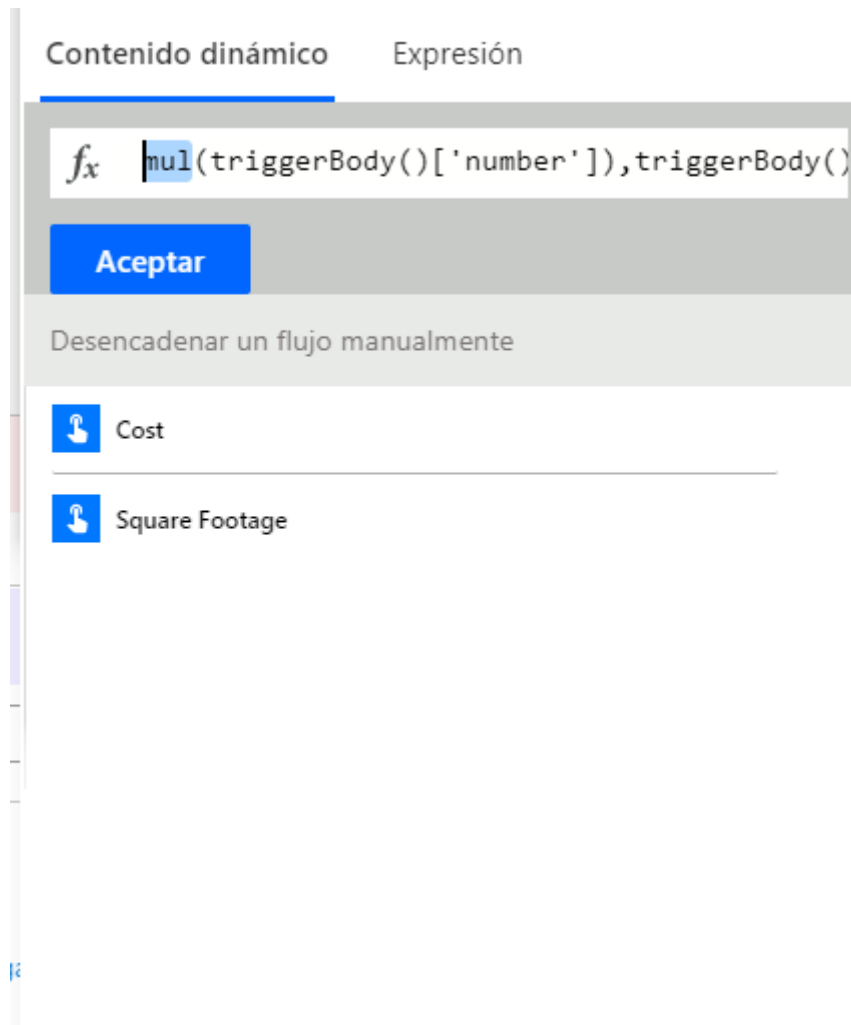 Contenido dinámico Expresión
fx mul(triggerBody()['number']),triggerBody()
Aceptar
Desencadenar un flujo manualmente
Cost
Square Footage